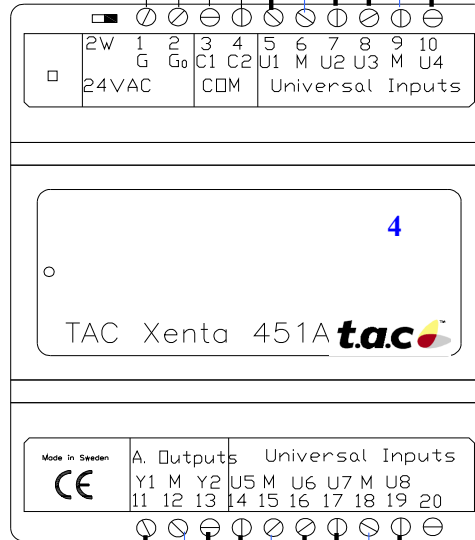 2W 1 2 3 4 5 6 7 8 9 10
G G0 C1 C2 U1 M U2 U3 M U4
24VAC COM Universal Inputs
4
TAC Xenta 451A t.a.c™
Made in Sweden A. Outputs Universal Inputs
CE Y1 M Y2 U5 M U6 U7 M U8
11 12 13 14 15 16 17 18 19 20